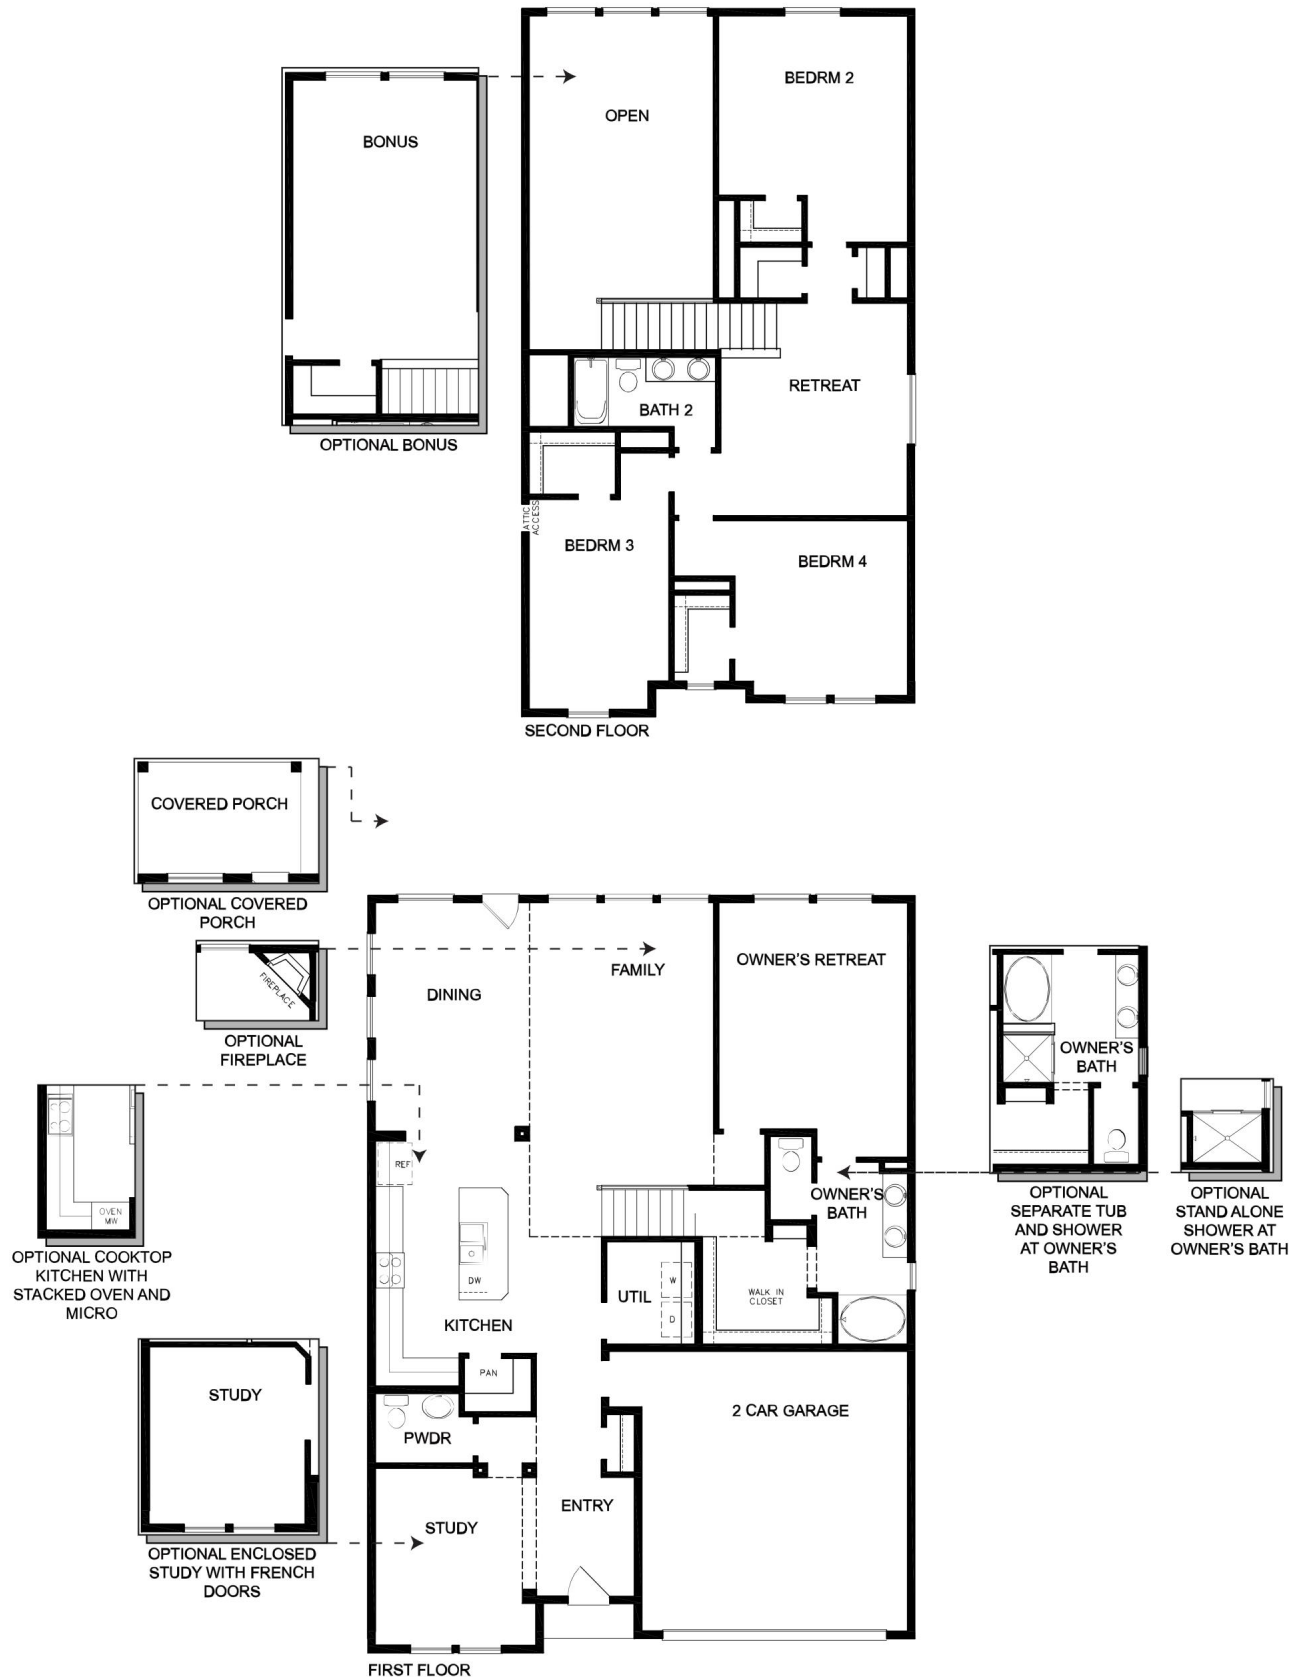 BEDRM 2
OPEN
BONUS
RETREAT
BATH 2
OPTIONAL BONUS
ATTIC
ACCESS
BEDRM 3
BEDRM 4
SECOND FLOOR
COVERED PORCH
OPTIONAL COVERED
PORCH
FIREPLACE
OPTIONAL
FIREPLACE
DINING
FAMILY
OWNER'S RETREAT
OWNER'S
BATH
REF
OWNER'S
BATH
OPTIONAL
SEPARATE TUB
AND SHOWER
AT OWNER'S
BATH
OPTIONAL
STAND ALONE
SHOWER AT
OWNER'S BATH
OVEN
MW
OPTIONAL COOKTOP
KITCHEN WITH
STACKED OVEN AND
MICRO
DW
UTIL
W
D
WALK IN
CLOSET
KITCHEN
PAN
STUDY
2 CAR GARAGE
PWDR
ENTRY
STUDY
OPTIONAL ENCLOSED
STUDY WITH FRENCH
DOORS
FIRST FLOOR